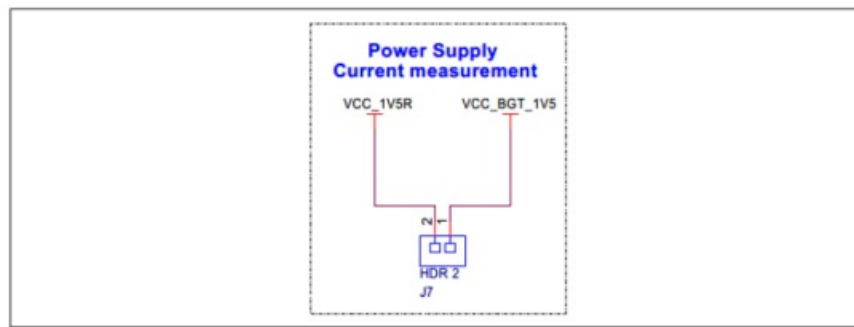 Power Supply
Current measurement
VCC_1V5R VCC_BGT_1V5
2 1
HDR 2
J7